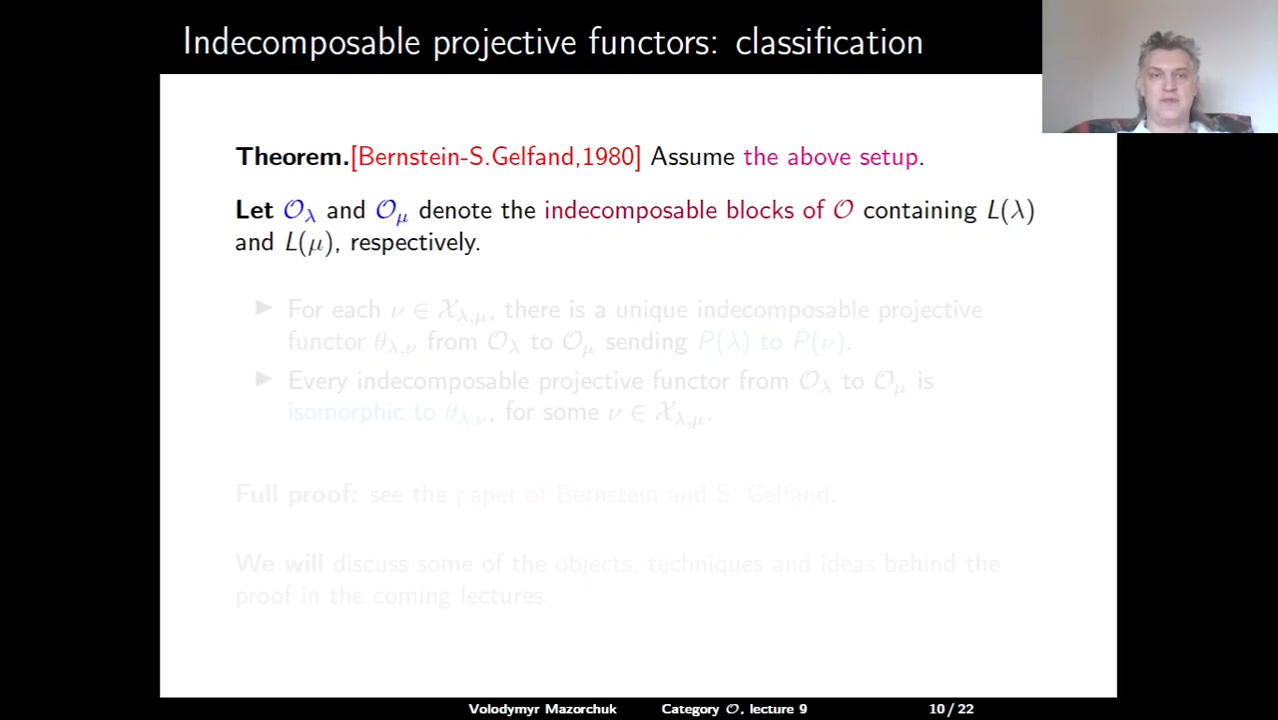 Indecomposable projective functors: classification
Theorem.[Bernstein-S.Gelfand,1980] Assume the above setup.
Let 𝒪_λ and 𝒪_μ denote the indecomposable blocks of 𝒪 containing L(λ)
and L(μ), respectively.
▶ For each ν ∈ 𝒳_{λ,μ}, there is a unique indecomposable projective
functor θ_{λ,ν} from 𝒪_λ to 𝒪_μ sending P(λ) to P(ν).
▶ Every indecomposable projective functor from 𝒪_λ to 𝒪_μ is
isomorphic to θ_{λ,ν}, for some ν ∈ 𝒳_{λ,μ}.
Full proof: see the paper of Bernstein and S. Gelfand.
We will discuss some of the objects, techniques and ideas behind the
proof in the coming lectures.
Volodymyr Mazorchuk Category 𝒪, lecture 9 10 / 22